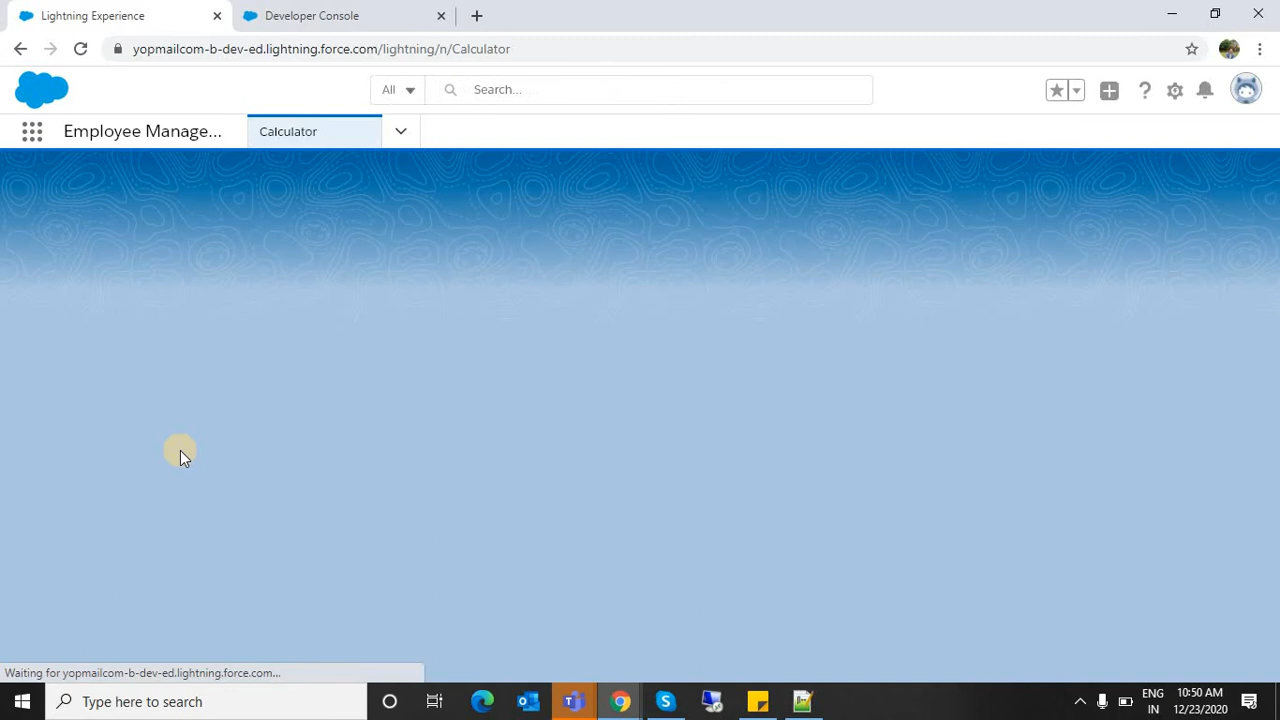 Lightning Experience
Developer Console
yopmailcom-b-dev-ed.lightning.force.com/lightning/n/Calculator
All
Search...
Employee Manage...
Calculator
Waiting for yopmailcom-b-dev-ed.lightning.force.com...
Type here to search
ENG
IN
10:50 AM
12/23/2020